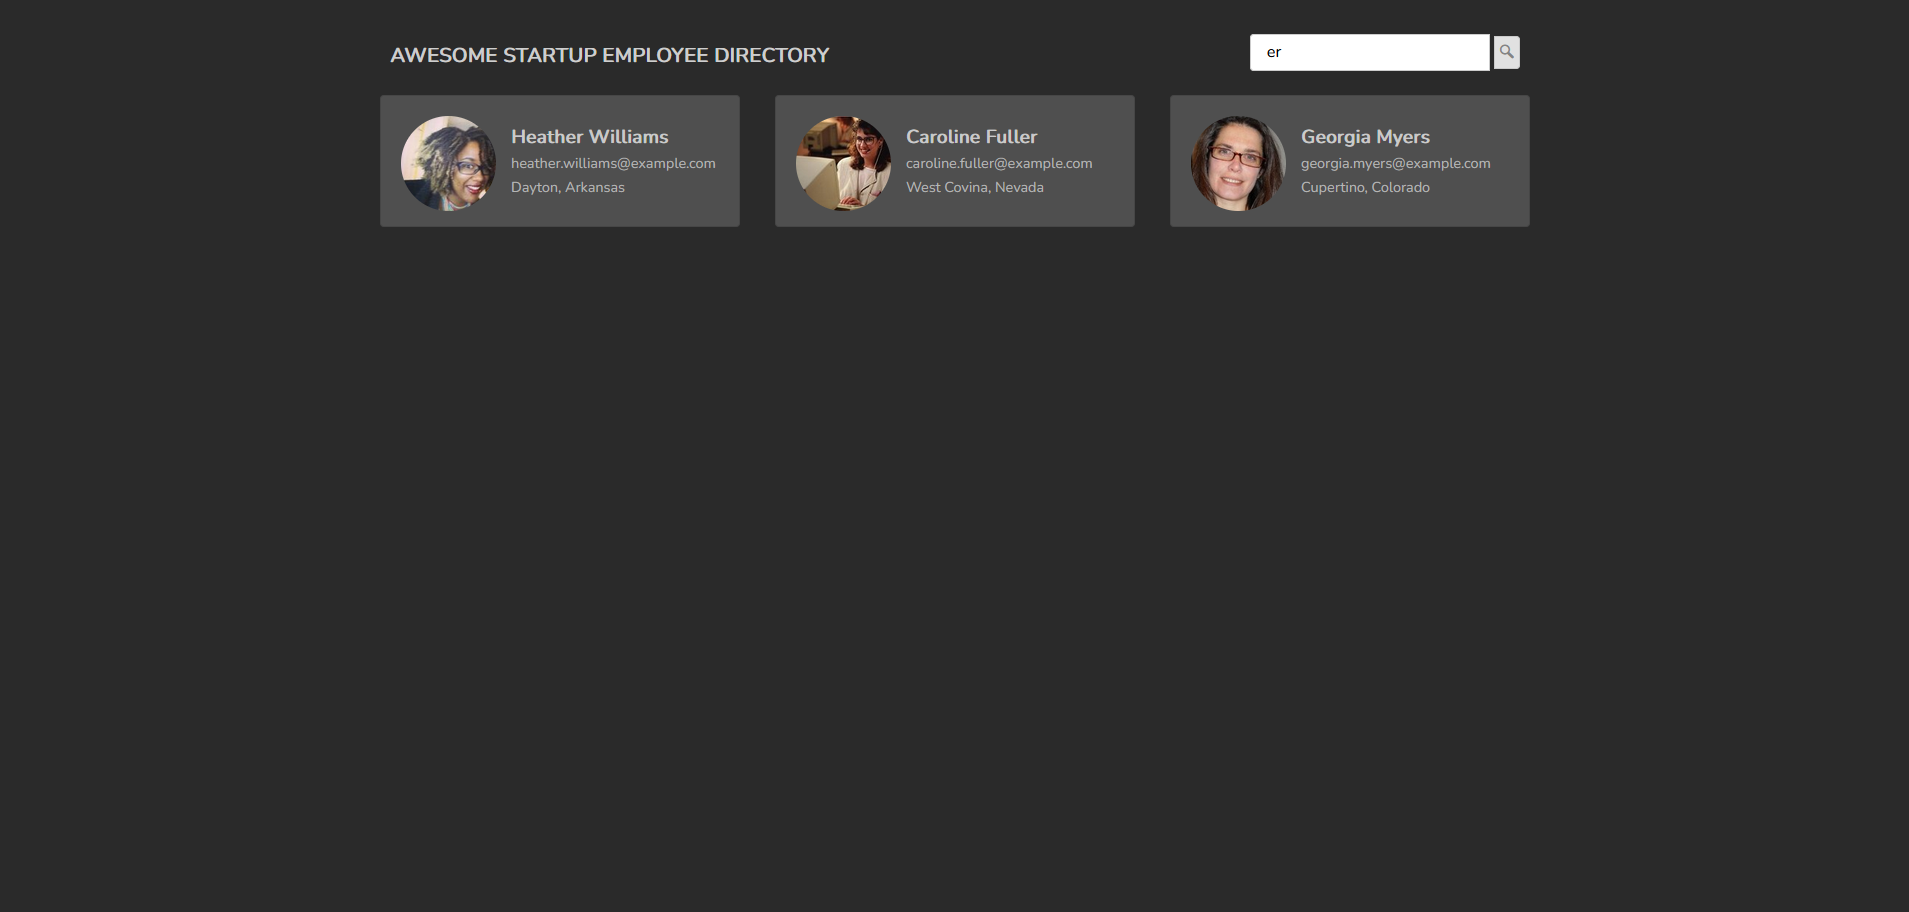 AWESOME STARTUP EMPLOYEE DIRECTORY
er
Heather Williams
heather.williams@example.com
Dayton, Arkansas
Caroline Fuller
caroline.fuller@example.com
West Covina, Nevada
Georgia Myers
georgia.myers@example.com
Cupertino, Colorado